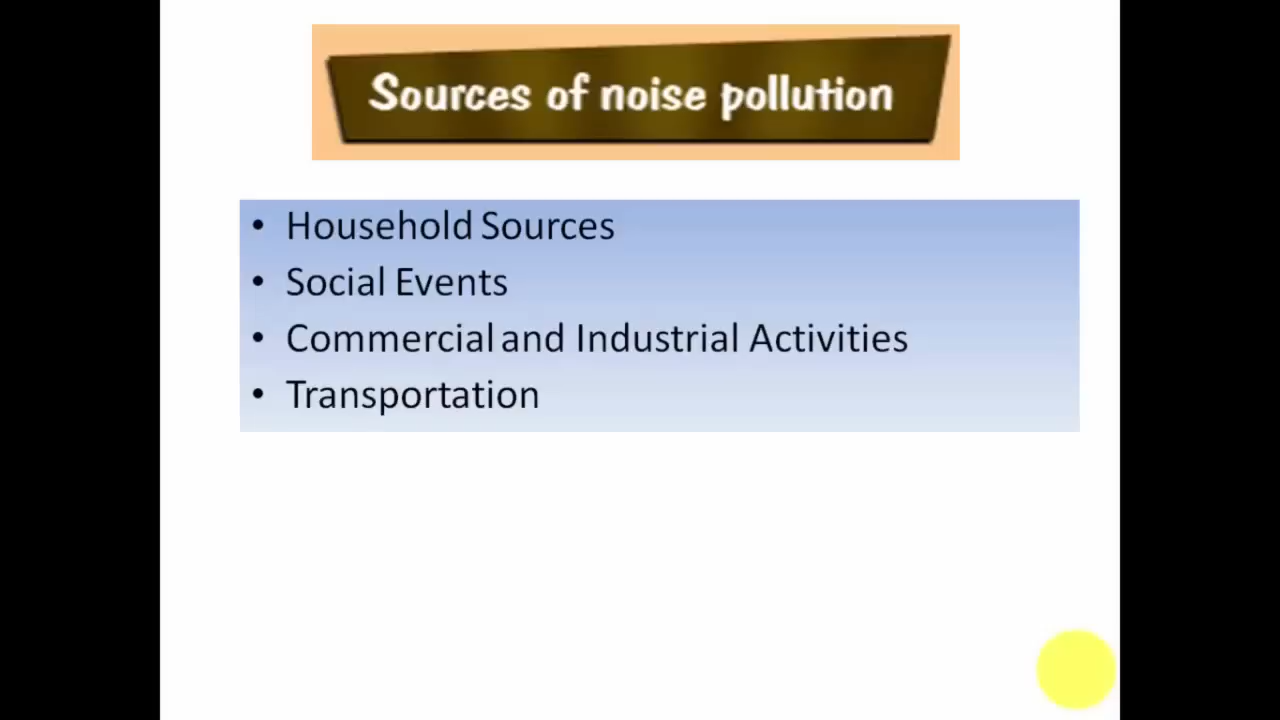 Sources of noise pollution
• Household Sources
• Social Events
• Commercial and Industrial Activities
• Transportation